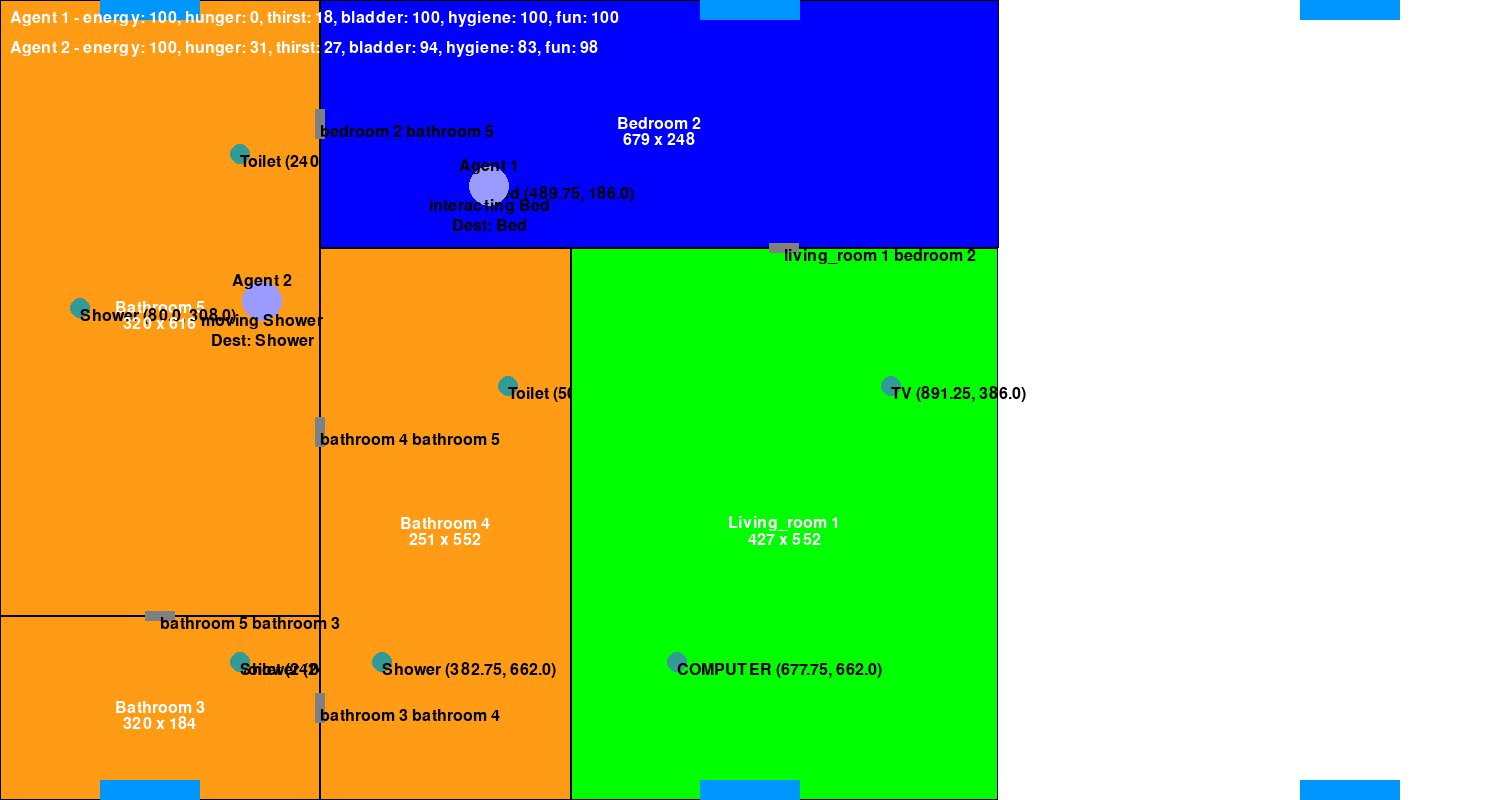 Agent 1 - energy: 100, hunger: 0, thirst: 18, bladder: 100, hygiene: 100, fun: 100
Agent 2 - energy: 100, hunger: 31, thirst: 27, bladder: 94, hygiene: 83, fun: 98
Bedroom 2
679 x 248
bedroom 2 bathroom 5
Toilet (240
Agent 1
(489.75, 186.0)
interacting Bed
Dest: Bed
living_room 1 bedroom 2
Agent 2
Bathroom 5
320 x 616
Shower (80.0, 308.0)
moving Shower
Dest: Shower
Toilet (50
TV (891.25, 386.0)
bathroom 4 bathroom 5
Bathroom 4
251 x 552
Living_room 1
427 x 552
bathroom 5 bathroom 3
Shower (382.75, 662.0)
COMPUTER (677.75, 662.0)
Bathroom 3
320 x 184
bathroom 3 bathroom 4